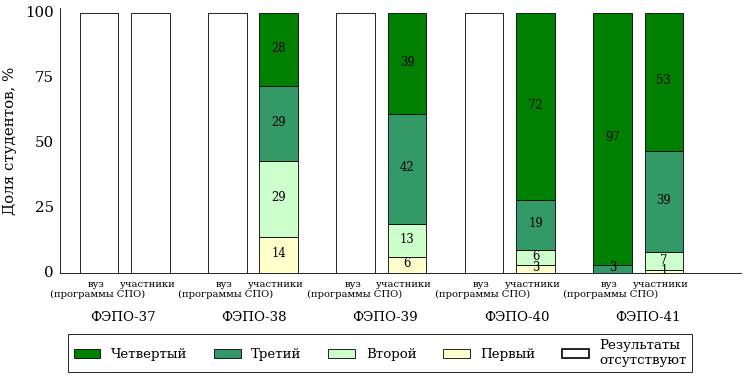 Доля студентов, %
100
75
50
25
0
28
29
29
14
39
42
13
6
72
19
6
3
97
3
53
39
7
1
вуз
(программы СПО)
участники
вуз
(программы СПО)
участники
вуз
(программы СПО)
участники
вуз
(программы СПО)
участники
вуз
(программы СПО)
участники
ФЭПО-37
ФЭПО-38
ФЭПО-39
ФЭПО-40
ФЭПО-41
Четвертый
Третий
Второй
Первый
Результаты
отсутствуют